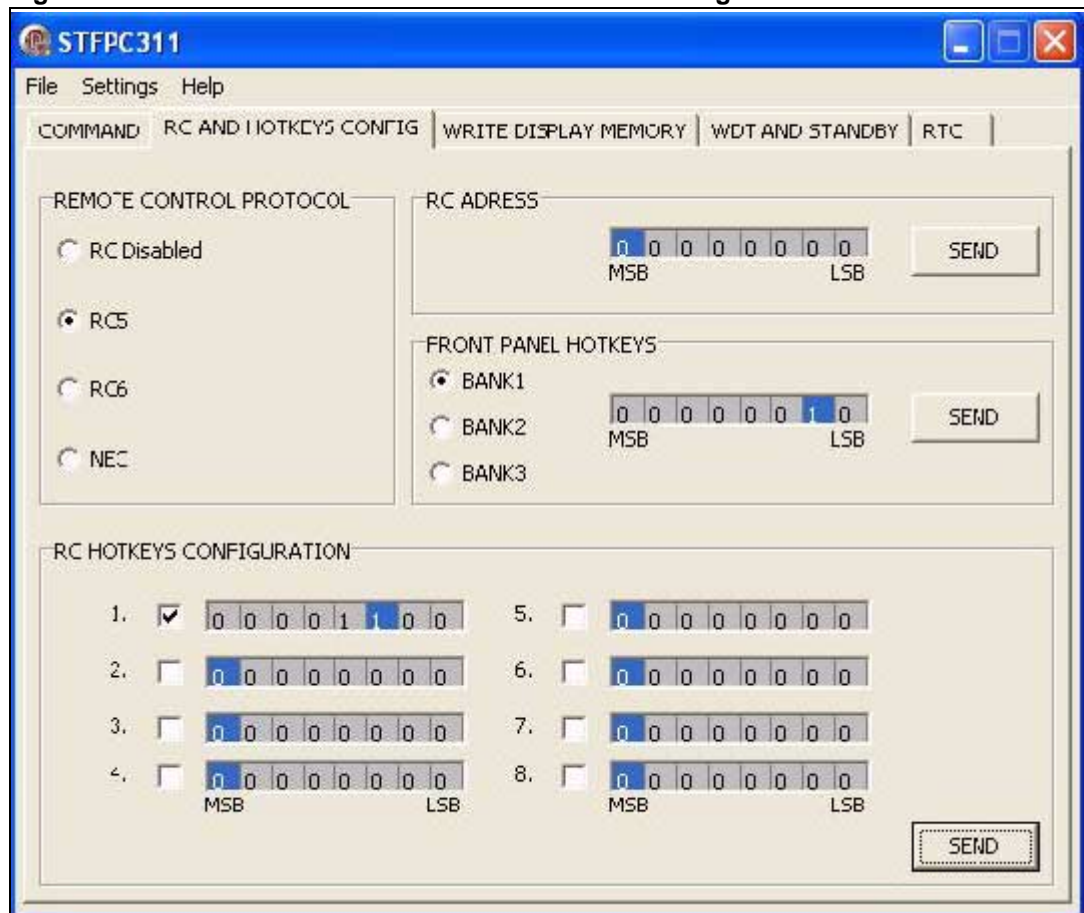 STFPC311
File Settings Help
COMMAND RC AND HOTKEYS CONFIG WRITE DISPLAY MEMORY WDT AND STANDBY RTC
REMOTE CONTROL PROTOCOL
RC Disabled
RC5
RC6
NEC
RC ADRESS
0 0 0 0 0 0 0 0
MSB LSB
SEND
FRONT PANEL HOTKEYS
BANK1
BANK2
BANK3
0 0 0 0 0 0 1 0
MSB LSB
SEND
RC HOTKEYS CONFIGURATION
1. 0 0 0 0 1 1 0 0
2. 0 0 0 0 0 0 0 0
3. 0 0 0 0 0 0 0 0
4. 0 0 0 0 0 0 0 0
MSB LSB
5. 0 0 0 0 0 0 0 0
6. 0 0 0 0 0 0 0 0
7. 0 0 0 0 0 0 0 0
8. 0 0 0 0 0 0 0 0
MSB LSB
SEND